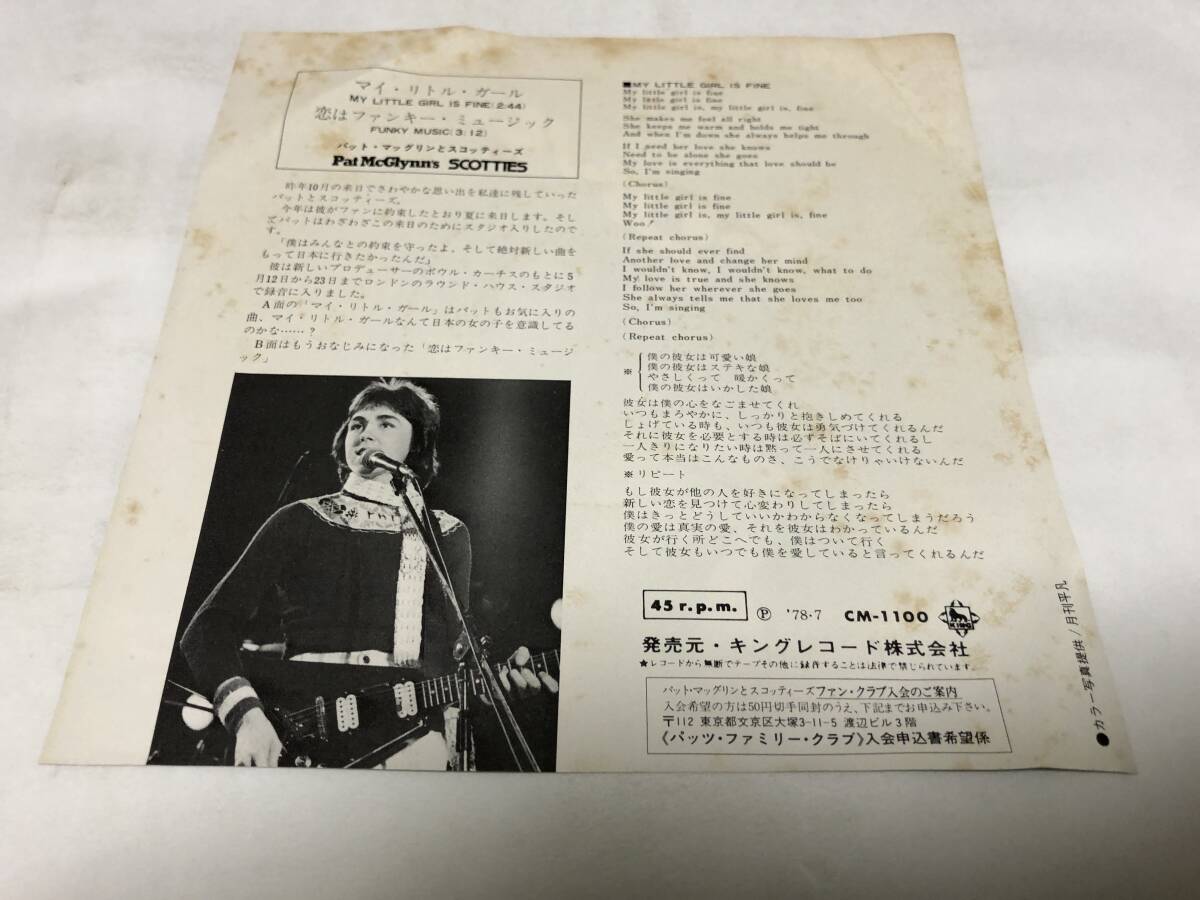 マイ・リトル・ガール
MY LITTLE GIRL IS FINE(2:44)
恋はファンキー・ミュージック
FUNKY MUSIC(3:12)
パット・マッグリンとスコッティーズ
Pat McGlynn's SCOTTIES
昨年10月の来日でさわやかな思い出を私達に残していった
パットとスコッティーズ。
今年は彼がファンに約束したとおり夏に来日します。そし
てパットはわざわざこの来日のためにスタジオ入りしたので
す。
「僕はみんなとの約束を守ったよ、そして絶対新しい曲を
もって日本に行きたかったんだ」
彼は新しいプロデューサーのポウル・カーチスのもとに5
月12日から23日までロンドンのラウンド・ハウス・スタジオ
で録音に入りました。
A面の「マイ・リトル・ガール」はパットもお気に入りの
曲、マイ・リトル・ガールなんて日本の女の子を意識してる
のかな……?
B面はもうおなじみになった「恋はファンキー・ミュージ
ック」
■MY LITTLE GIRL IS FINE
My little girl is fine
My little girl is fine
My little girl is, my little girl is, fine
She makes me feel all right
She keeps me warm and holds me tight
And when I'm down she always helps me through
If I need her love she knows
Need to be alone she goes
My love is everything that love should be
So, I'm singing
(Chorus)
My little girl is fine
My little girl is fine
My little girl is, my little girl is, fine
Woo!
(Repeat chorus)
If she should ever find
Another love and change her mind
I wouldn't know, I wouldn't know, what to do
My love is true and she knows
I follow her wherever she goes
She always tells me that she loves me too
So, I'm singing
(Chorus)
(Repeat chorus)
※
僕の彼女は可愛い娘
僕の彼女はステキな娘
やさしくって 暖かくって
僕の彼女はいかした娘
彼女は僕の心をなごませてくれ
いつもまろやかに、しっかりと抱きしめてくれる
しょげている時も、いつも彼女は勇気づけてくれるんだ
それに彼女を必要とする時は必ずそばにいてくれるし
一人きりになりたい時は黙って一人にさせてくれる
愛って本当はこんなものさ、こうでなけりゃいけないんだ
※リピート
もし彼女が他の人を好きになってしまったら
新しい恋を見つけて心変わりしてしまったら
僕はきっとどうしていいかわからなくなってしまうだろう
僕の愛は真実の愛、それを彼女はわかっているんだ
彼女が行く所どこへでも、僕はついて行く
そして彼女もいつでも僕を愛していると言ってくれるんだ
45 r.p.m. Ⓟ '78・7 CM-1100 KING
発売元・キングレコード株式会社
★レコードから無断でテープその他に録音することは法律で禁じられています。
パット・マッグリンとスコッティーズファン・クラブ入会のご案内
入会希望の方は50円切手同封のうえ、下記までお申込み下さい。
〒112 東京都文京区大塚3-11-5 渡辺ビル3階
《パッツ・ファミリー・クラブ》入会申込書希望係
●カラー写真提供/月刊平凡